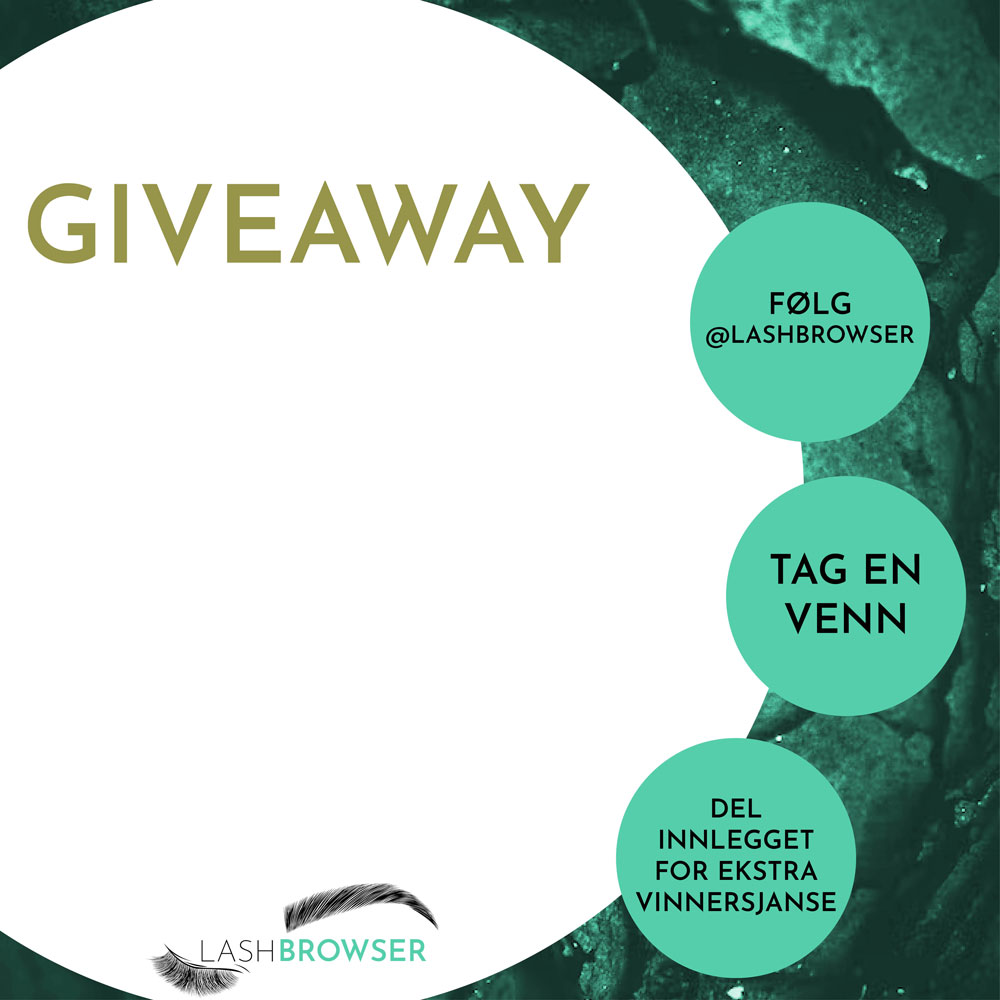 GIVEAWAY
FØLG
@LASHBROWSER
TAG EN
VENN
DEL
INNLEGGET
FOR EKSTRA
VINNERSJANSE
LASHBROWSER